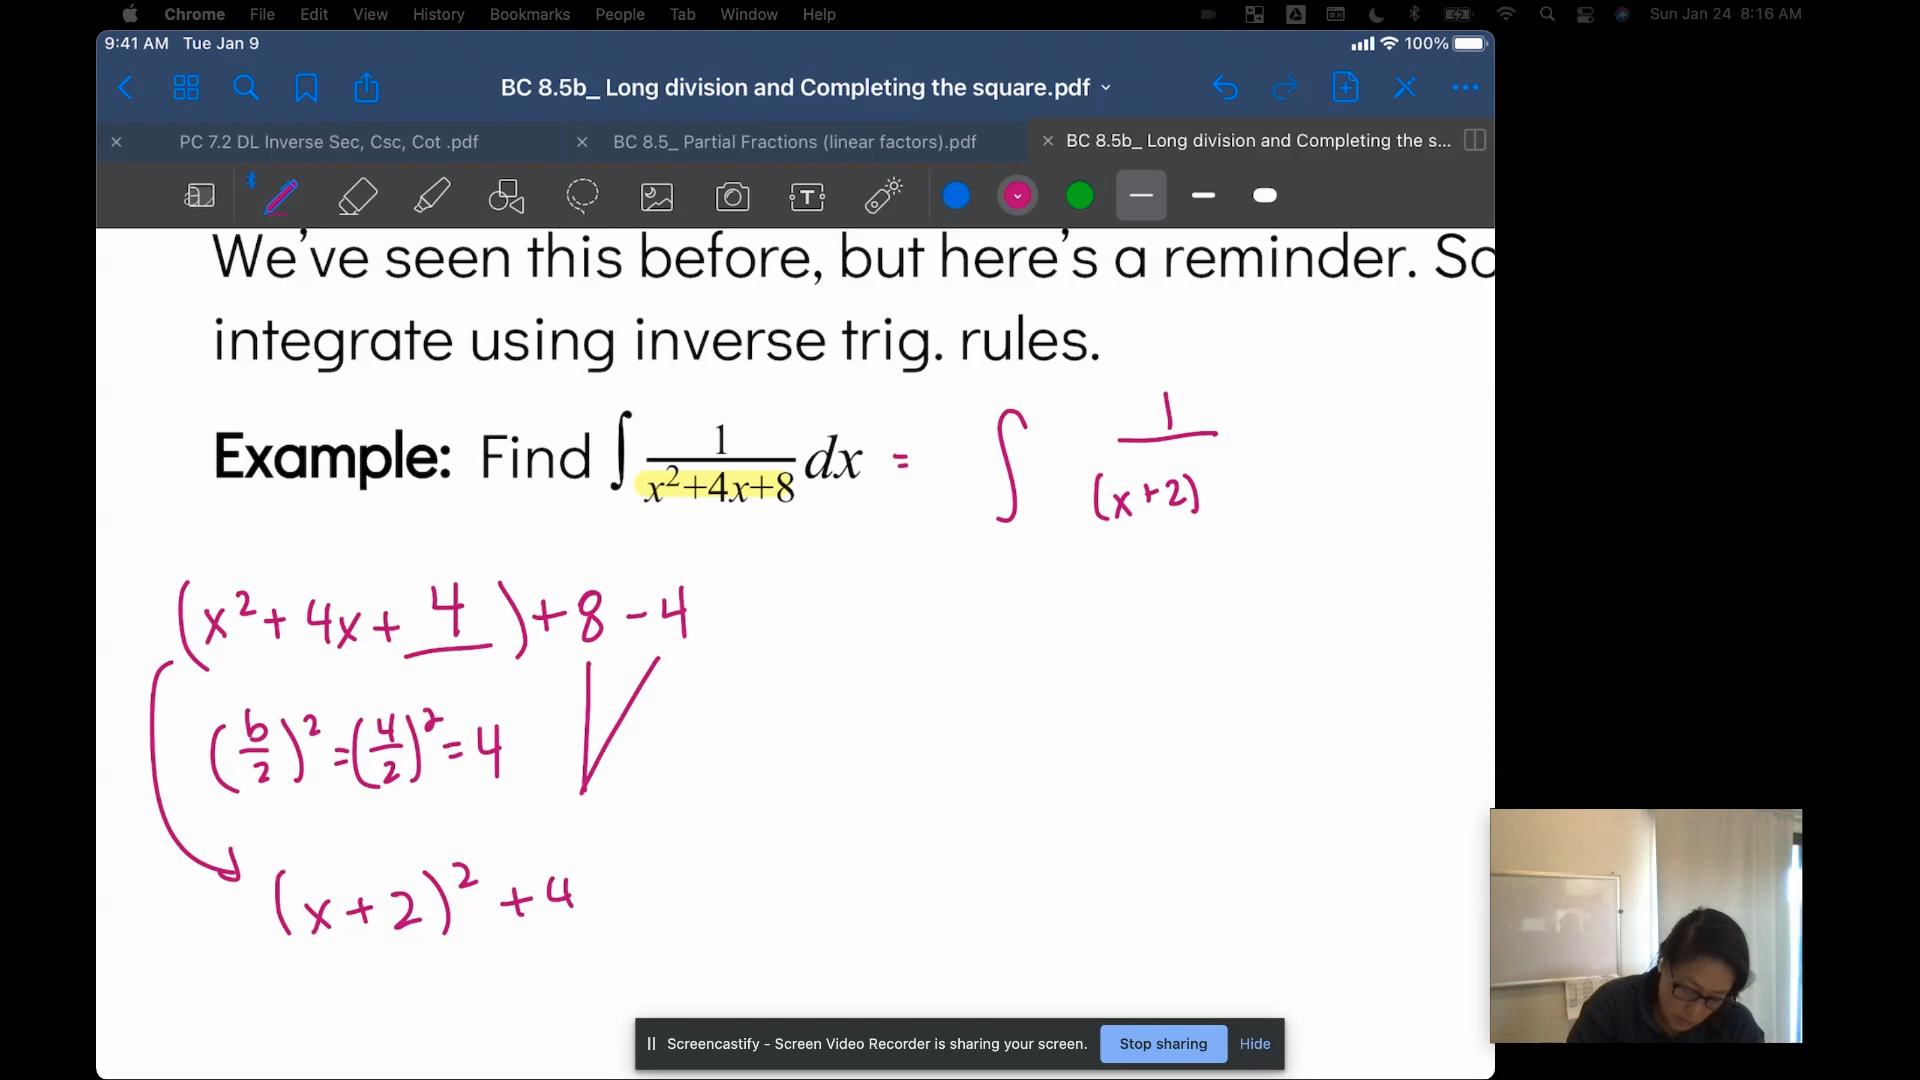 Chrome File Edit View History Bookmarks People Tab Window Help Sun Jan 24 8:16 AM
9:41 AM Tue Jan 9 100%
BC 8.5b_ Long division and Completing the square.pdf
PC 7.2 DL Inverse Sec, Csc, Cot .pdf BC 8.5_ Partial Fractions (linear factors).pdf BC 8.5b_ Long division and Completing the s...
T
We've seen this before, but here's a reminder. So
integrate using inverse trig. rules.
Example: Find ∫ 1/(x²+4x+8) dx = ∫ 1/(x+2)
(x² + 4x + 4) + 8 - 4
(b/2)² = (4/2)² = 4
(x+2)² + 4
Screencastify - Screen Video Recorder is sharing your screen. Stop sharing Hide